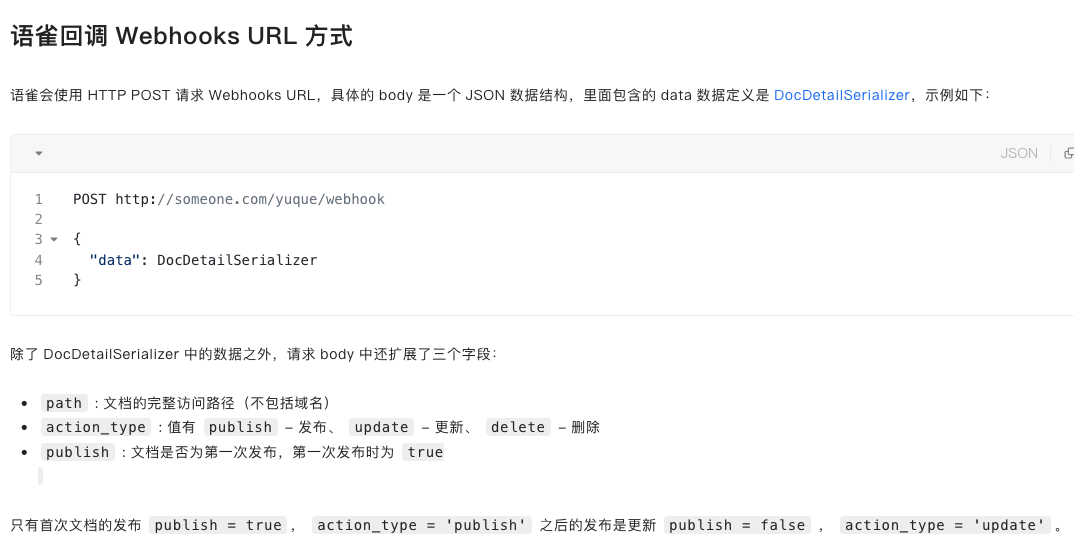 语雀回调 Webhooks URL 方式
语雀会使用 HTTP POST 请求 Webhooks URL，具体的 body 是一个 JSON 数据结构，里面包含的 data 数据定义是 DocDetailSerializer，示例如下：
JSON
1 POST http://someone.com/yuque/webhook
2
3 {
4 "data": DocDetailSerializer
5 }
除了 DocDetailSerializer 中的数据之外，请求 body 中还扩展了三个字段：
• path : 文档的完整访问路径（不包括域名）
• action_type : 值有 publish – 发布、 update – 更新、 delete – 删除
• publish : 文档是否为第一次发布，第一次发布时为 true
只有首次文档的发布 publish = true ， action_type = 'publish' 之后的发布是更新 publish = false ， action_type = 'update' 。